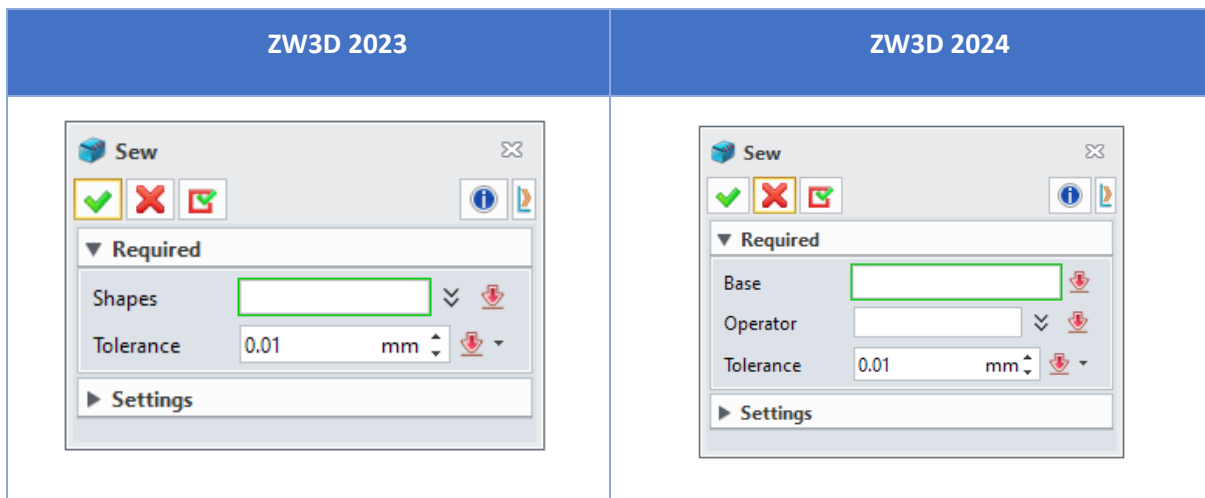 ZW3D 2023
ZW3D 2024
Sew
Required
Shapes
Tolerance 0.01 mm
Settings
Sew
Required
Base
Operator
Tolerance 0.01 mm
Settings